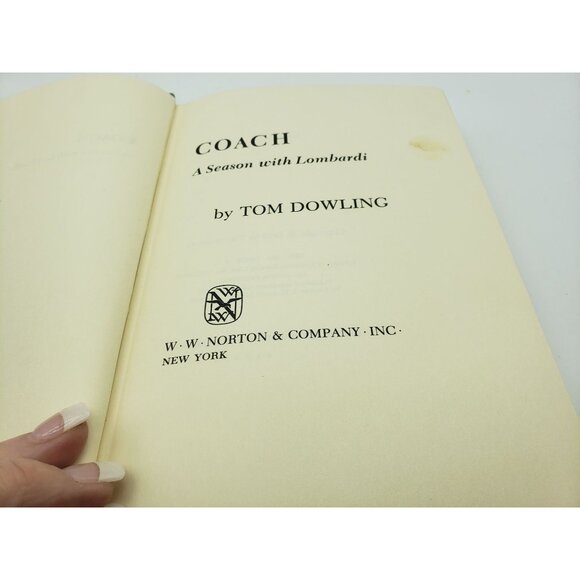 COACH
A Season with Lombardi
by TOM DOWLING
W · W · NORTON & COMPANY · INC ·
NEW YORK